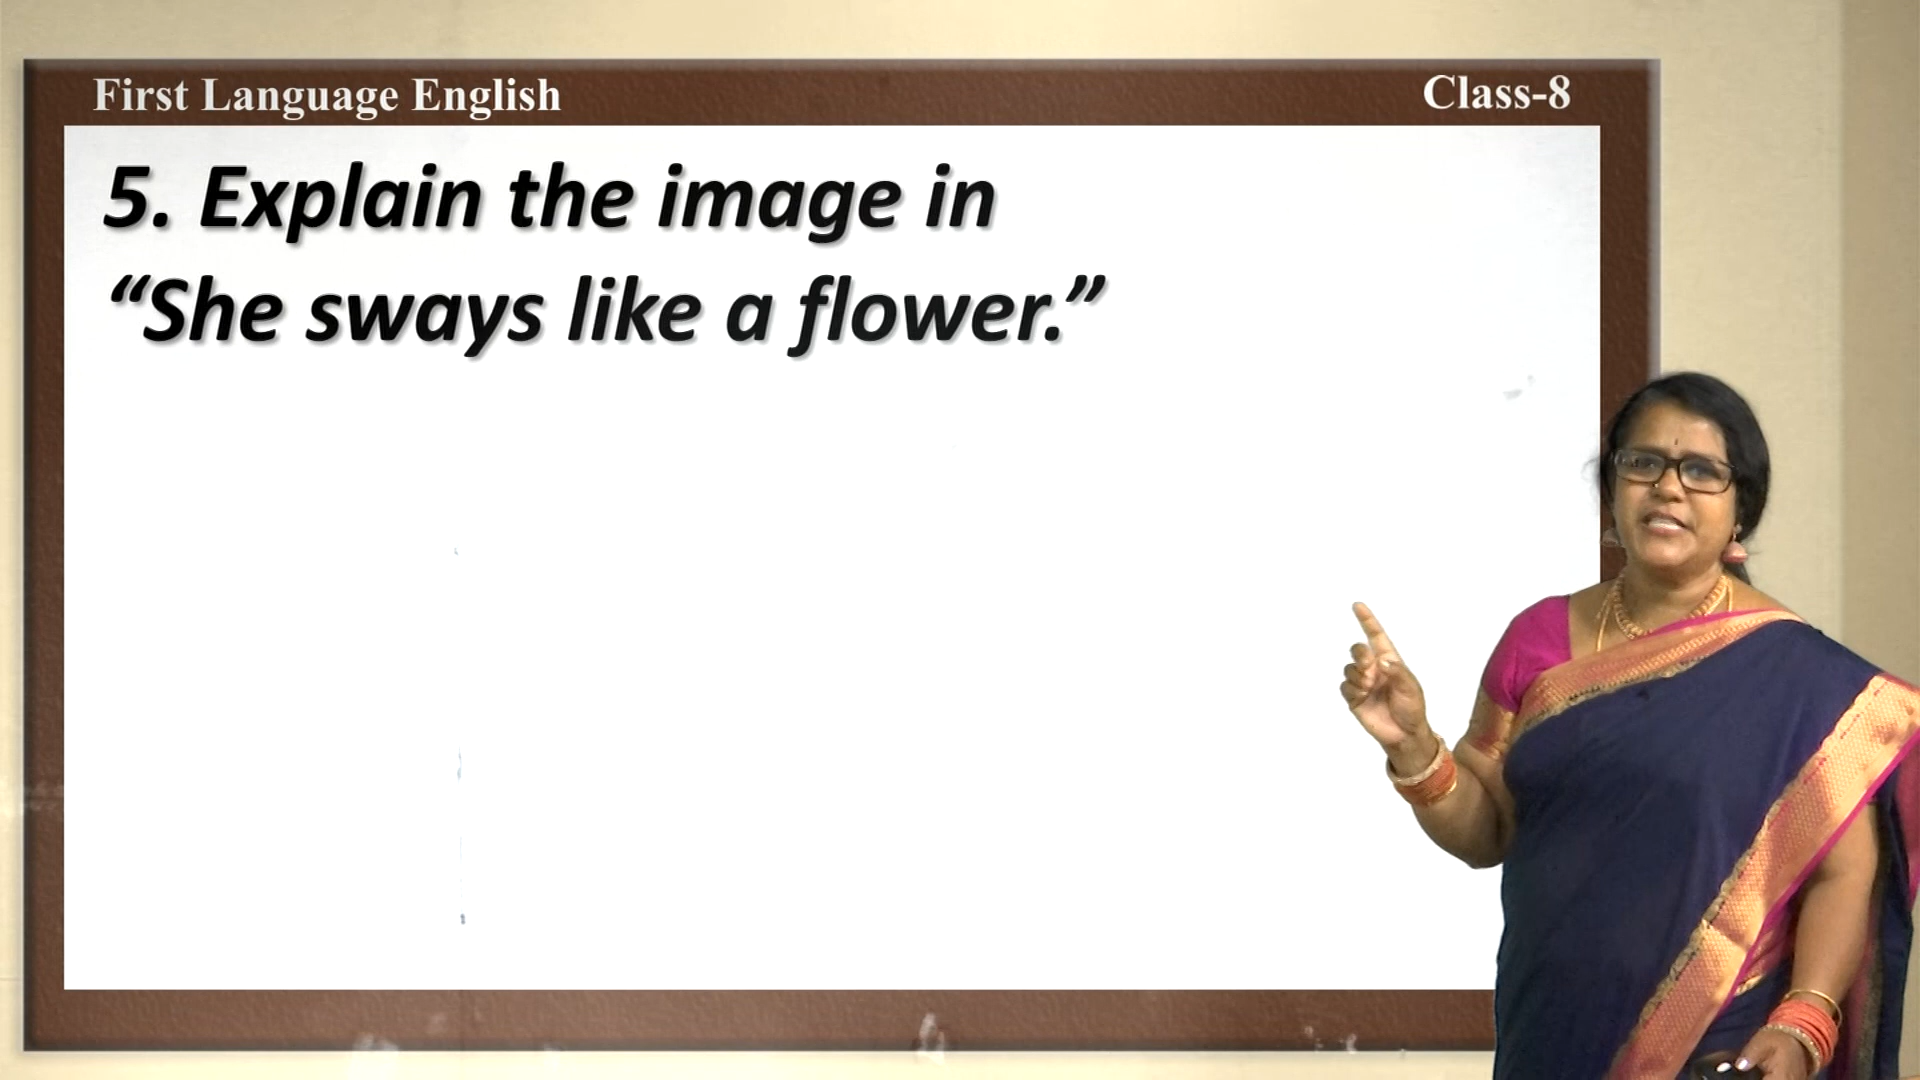 First Language English
Class-8
5. Explain the image in
“She sways like a flower.”